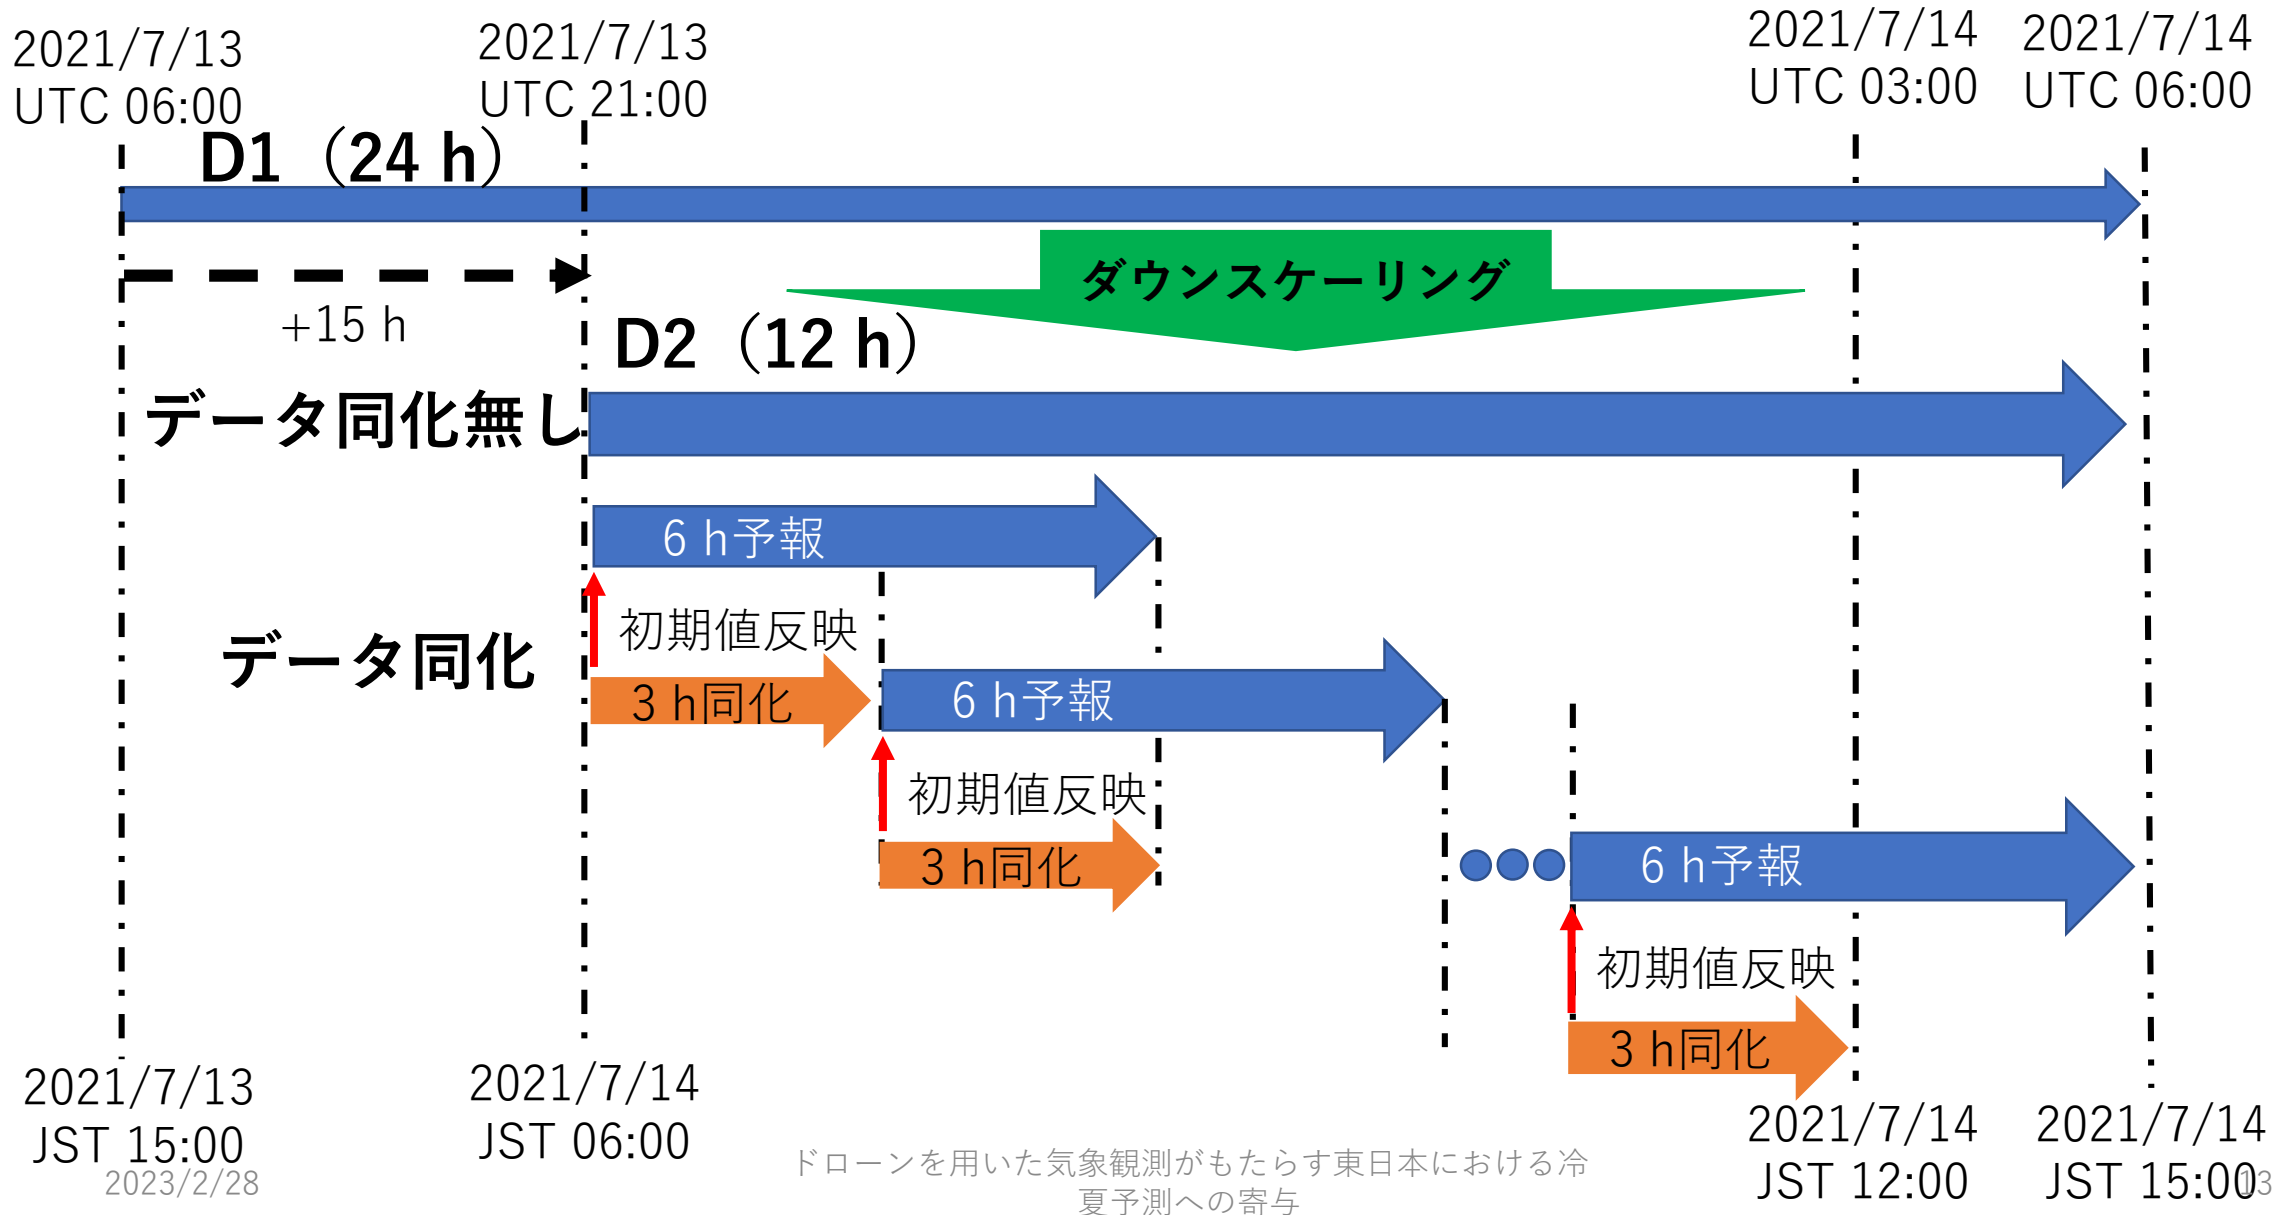 2021/7/13
UTC 06:00
2021/7/13
UTC 21:00
2021/7/14
UTC 03:00
2021/7/14
UTC 06:00
D1（24 h）
ダウンスケーリング
+15 h
D2（12 h）
データ同化無し
6 h予報
初期値反映
データ同化
3 h同化
6 h予報
初期値反映
3 h同化
6 h予報
初期値反映
3 h同化
2021/7/13
JST 15:00
2021/7/14
JST 06:00
2021/7/14
JST 12:00
2021/7/14
JST 15:00
2023/2/28
ドローンを用いた気象観測がもたらす東日本における冷
夏予測への寄与
13